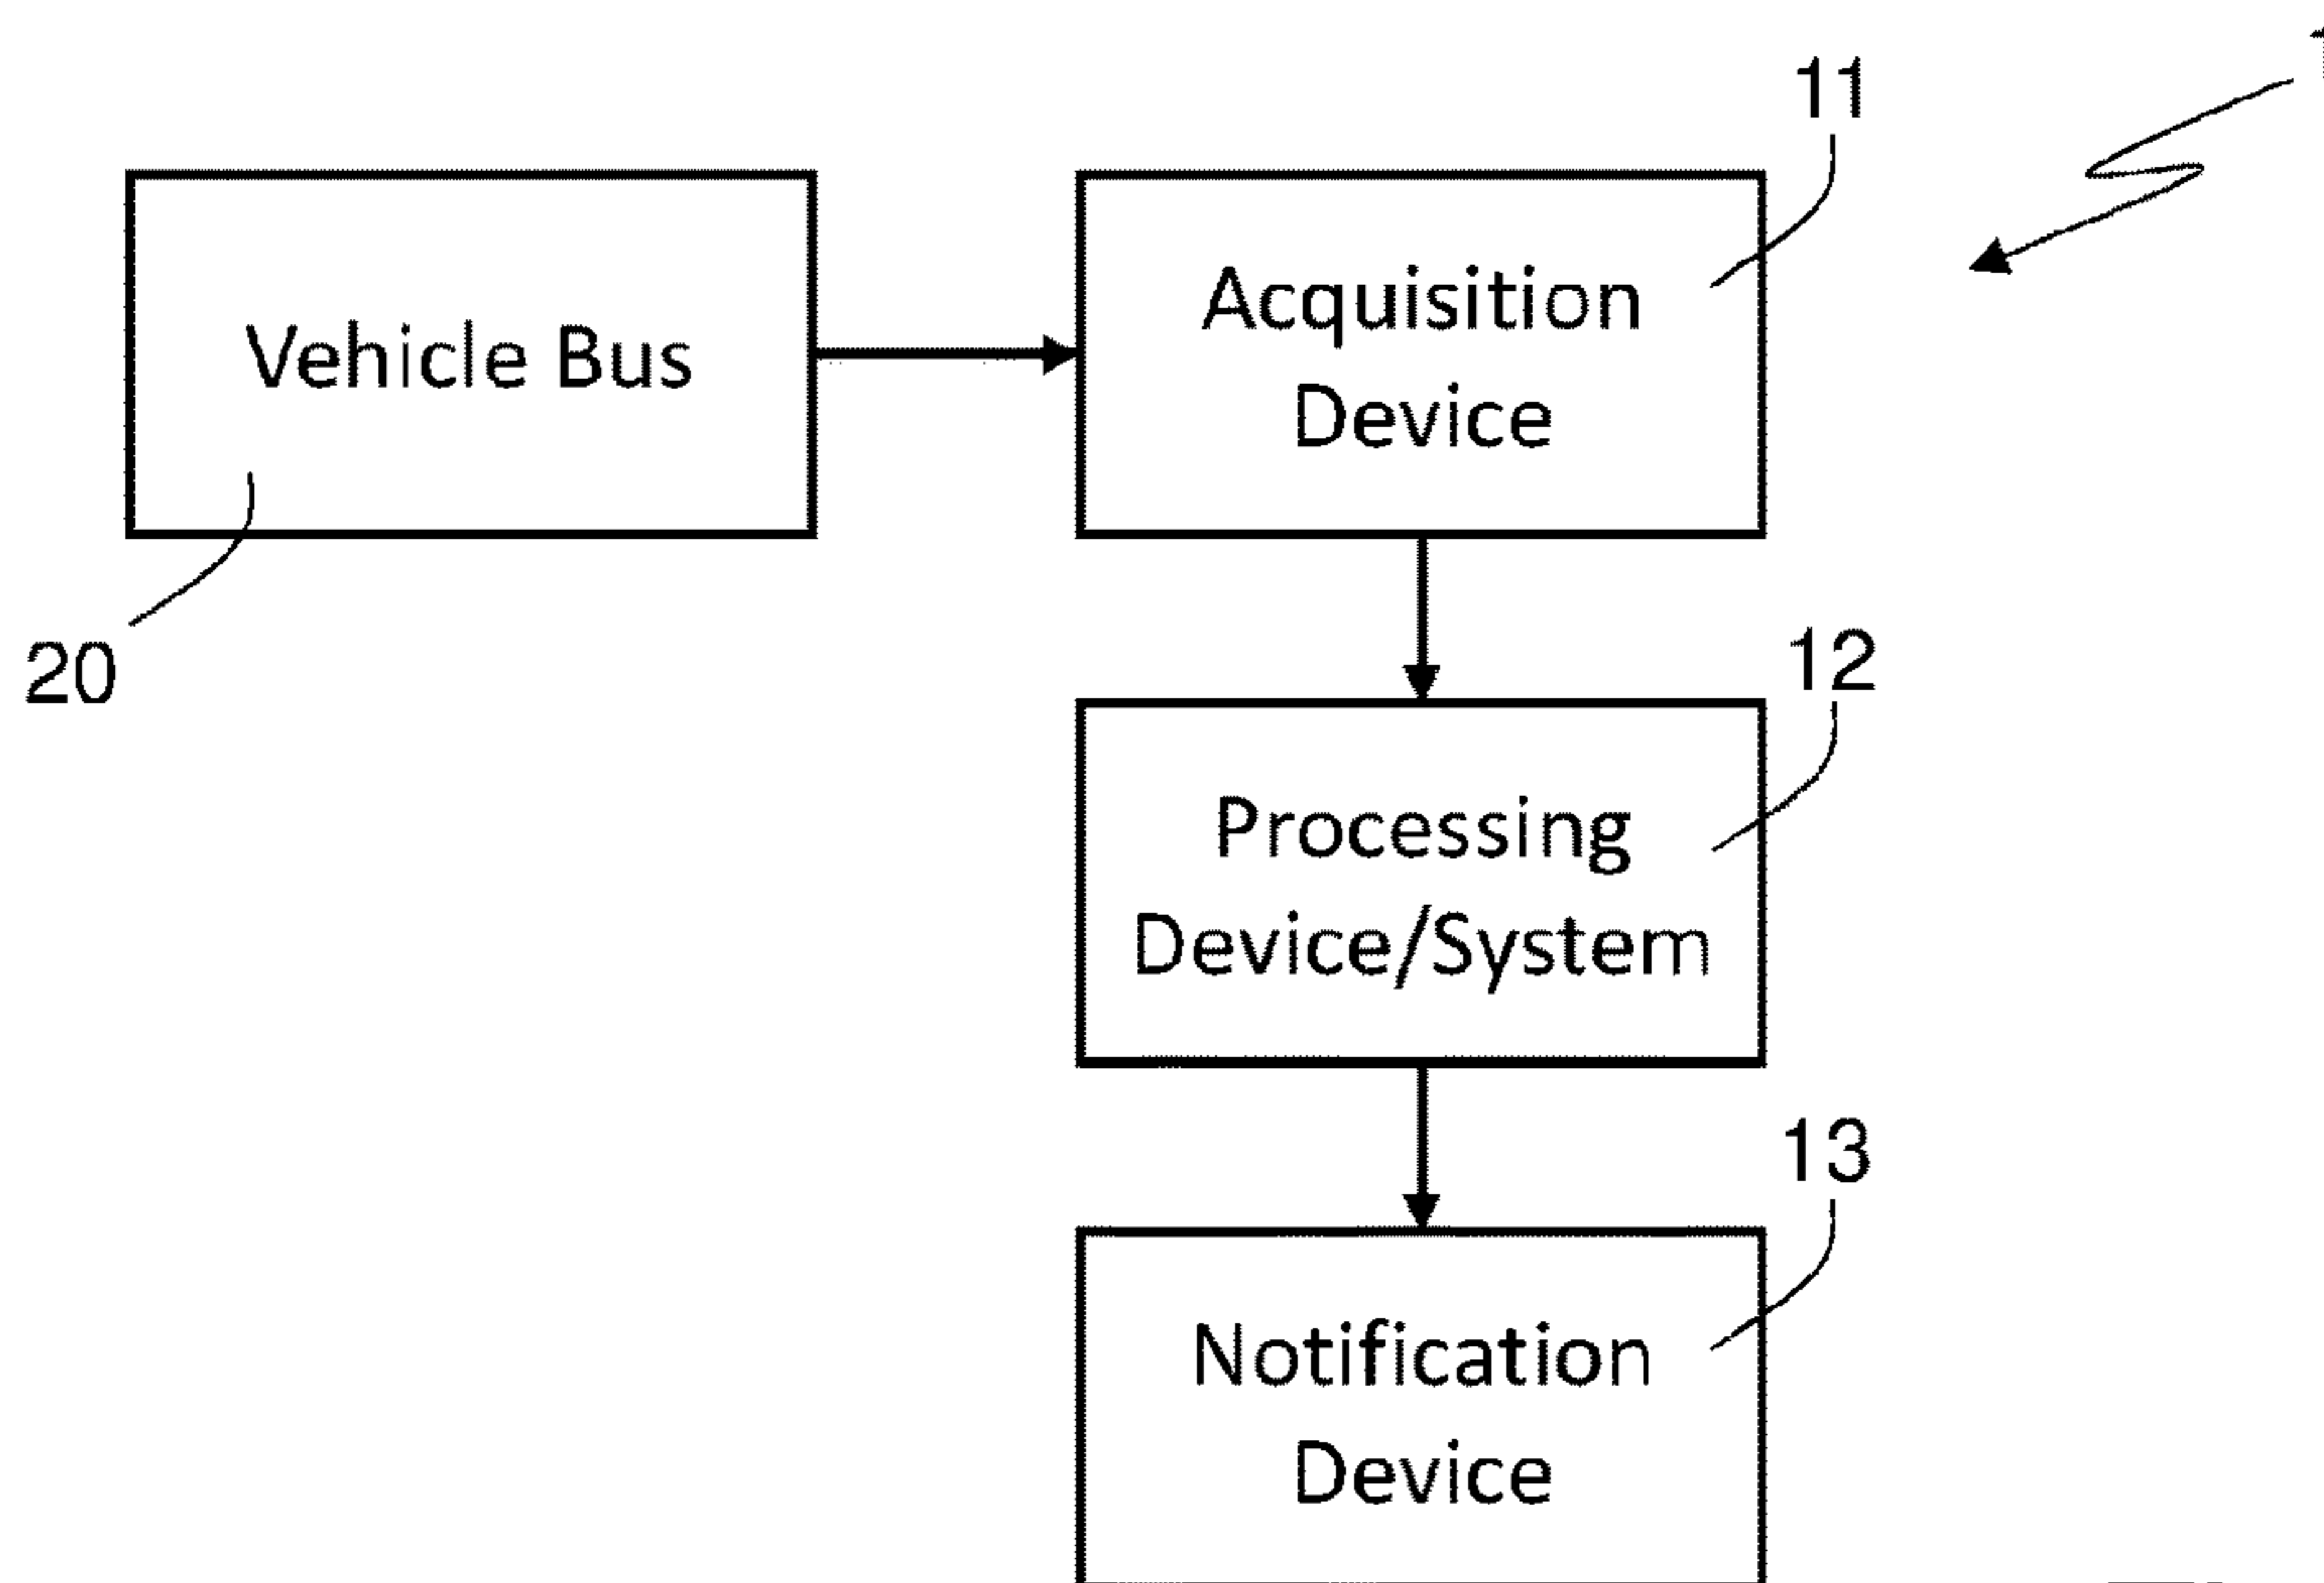 11
Vehicle Bus
Acquisition
Device
20
12
Processing
Device/System
13
Notification
Device